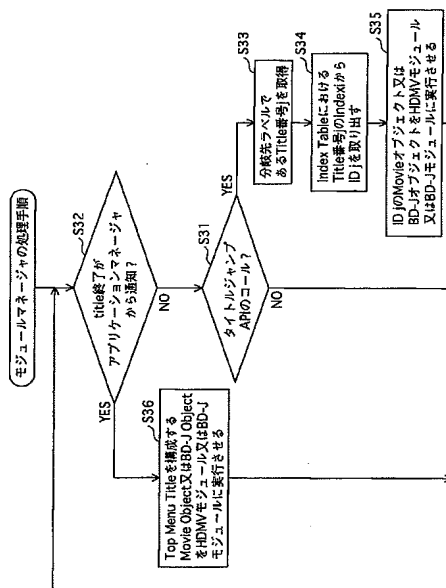 モジュールマネージャの処理手順
S32
title終了が
アプリケーションマネージャ
から通知?
YES
NO
S36
Top Menu Titleを構成する
Movie Object又はBD-J Object
をHDMVモジュール又はBD-J
モジュールに実行させる
S31
タイトルジャンプ
APIのコール?
YES
NO
S33
分岐先ラベルで
あるTitle番号jを取得
S34
Index Tableにおける
Title番号jのIndexiから
ID jを取り出す
S35
ID jのMovieオブジェクト又は
BD-JオブジェクトをHDMVモジュール
又はBD-Jモジュールに実行させる